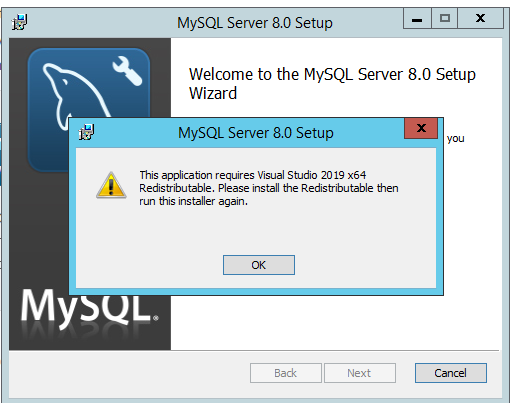 MySQL Server 8.0 Setup
Welcome to the MySQL Server 8.0 Setup
Wizard
you
MySQL Server 8.0 Setup
x
This application requires Visual Studio 2019 x64
Redistributable. Please install the Redistributable then
run this installer again.
OK
MySQL.
Back
Next
Cancel